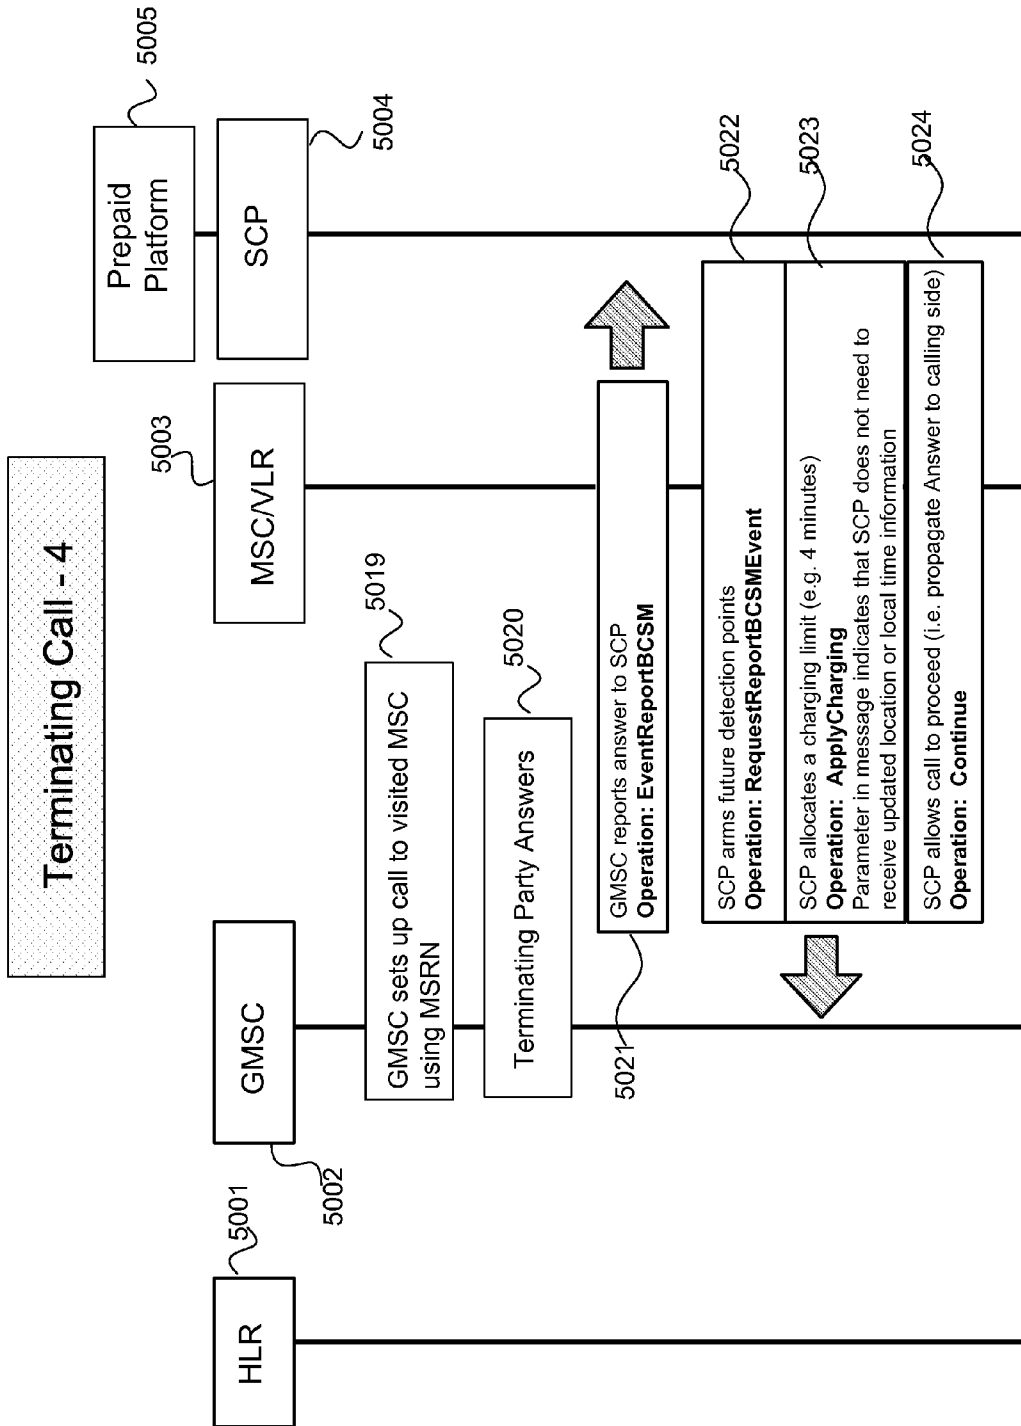 Terminating Call - 4
5005
Prepaid
Platform
HLR
5001
GMSC
5002
MSC/VLR
5003
SCP
5004
GMSC sets up call to visited MSC
using MSRN
5019
Terminating Party Answers
5020
GMSC reports answer to SCP
Operation: EventReportBCSM
5021
SCP arms future detection points
Operation: RequestReportBCSMEvent
5022
SCP allocates a charging limit (e.g. 4 minutes)
Operation: ApplyCharging
Parameter in message indicates that SCP does not need to
receive updated location or local time information
5023
SCP allows call to proceed (i.e. propagate Answer to calling side)
Operation: Continue
5024